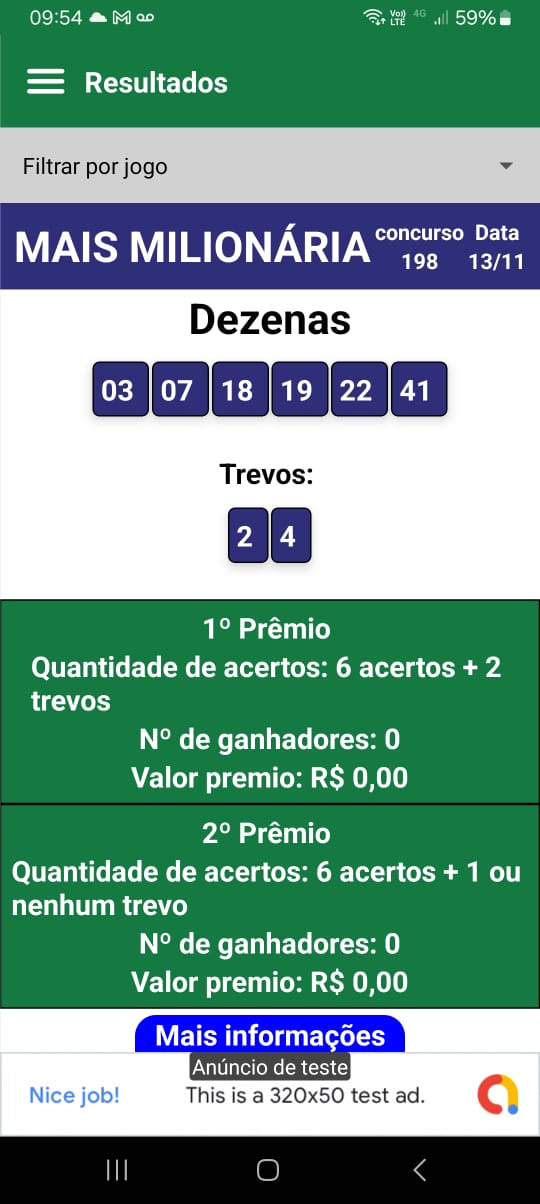 09:54 Vo)) LTE 4G 59%
Resultados
Filtrar por jogo
MAIS MILIONÁRIA concurso Data
198 13/11
Dezenas
03 07 18 19 22 41
Trevos:
2 4
1º Prêmio
Quantidade de acertos: 6 acertos + 2
trevos
Nº de ganhadores: 0
Valor premio: R$ 0,00
2º Prêmio
Quantidade de acertos: 6 acertos + 1 ou
nenhum trevo
Nº de ganhadores: 0
Valor premio: R$ 0,00
Mais informações
Anúncio de teste
Nice job! This is a 320x50 test ad.